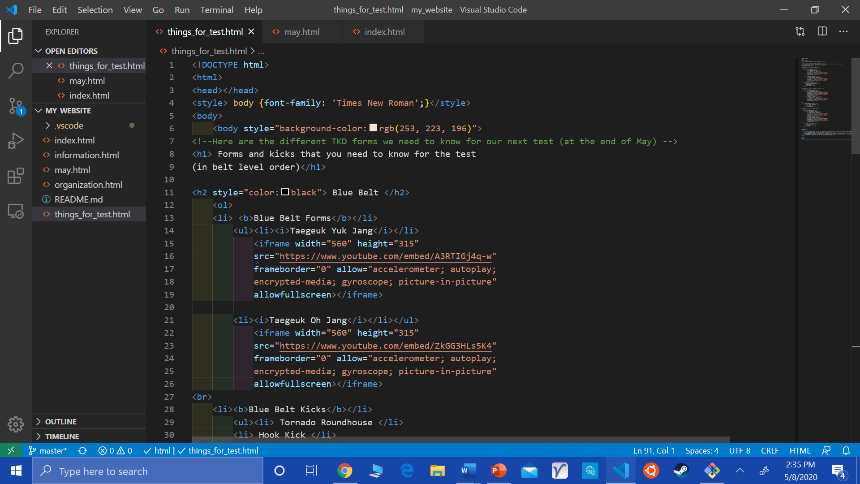 File Edit Selection View Go Run Terminal Help
things_for_test.html my_website Visual Studio Code
EXPLORER
OPEN EDITORS
things_for_test.html
may.html
index.html
MY WEBSITE
.vscode
index.html
information.html
may.html
organization.html
README.md
things_for_test.html
OUTLINE
TIMELINE
things_for_test.html may.html index.html
things_for_test.html > ...
1 <!DOCTYPE html>
2 <html>
3 <head></head>
4 <style> body {font-family: 'Times New Roman';}</style>
5 <body>
6 <body style="background-color: rgb(253, 223, 196)">
7 <!--Here are the different TKD forms we need to know for our next test (at the end of May) -->
8 <h1> Forms and kicks that you need to know for the test
9 (in belt level order)</h1>
10
11 <h2 style="color: black"> Blue Belt </h2>
12 <ol>
13 <li> <b>Blue Belt Forms</b></li>
14 <ul><li><i>Taegeuk Yuk Jang</i></li>
15 <iframe width="560" height="315"
16 src="https://www.youtube.com/embed/A3RTIGj4q-w"
17 frameborder="0" allow="accelerometer; autoplay;
18 encrypted-media; gyroscope; picture-in-picture"
19 allowfullscreen></iframe>
20
21 <li><i>Taegeuk Oh Jang</i></li></ul>
22 <iframe width="560" height="315"
23 src="https://www.youtube.com/embed/ZkGG3HLs5K4"
24 frameborder="0" allow="accelerometer; autoplay;
25 encrypted-media; gyroscope; picture-in-picture"
26 allowfullscreen></iframe>
27 <br>
28 <li><b>Blue Belt Kicks</b></li>
29 <ul><li> Tornado Roundhouse </li>
30 <li> Hook Kick </li>
1
master* 0 0 html | things_for_test.html Ln 91, Col 1 Spaces: 4 UTF 8 CRLF HTML
Type here to search
2:35 PM
5/8/2020
4